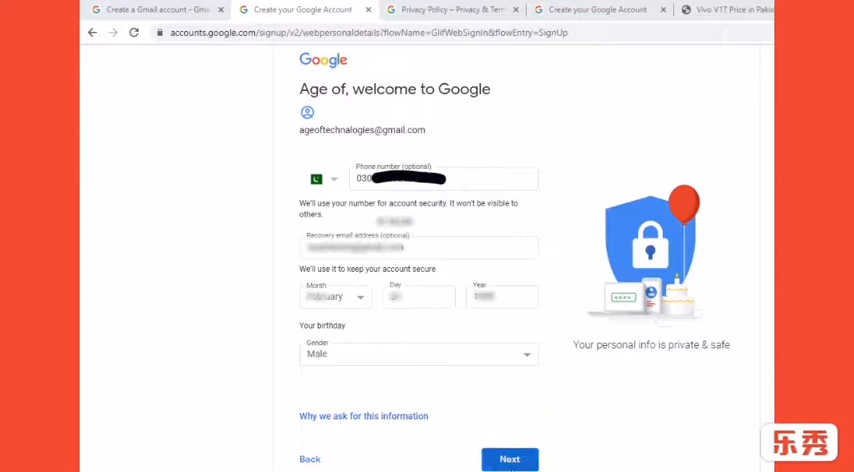 Create a Gmail account - Gm
Create your Google Account
Privacy Policy – Privacy & Term
Create your Google Account
Vivo V17 Price in Pakis
accounts.google.com/signup/v2/webpersonaldetails?flowName=GlifWebSignIn&flowEntry=SignUp
Google
Age of, welcome to Google
ageoftechnalogies@gmail.com
Phone number (optional)
030
We'll use your number for account security. It won't be visible to
others.
Recovery email address (optional)
We'll use it to keep your account secure
Month
Day
Year
February
Your birthday
Gender
Male
Your personal info is private & safe
Why we ask for this information
Back
Next
乐秀